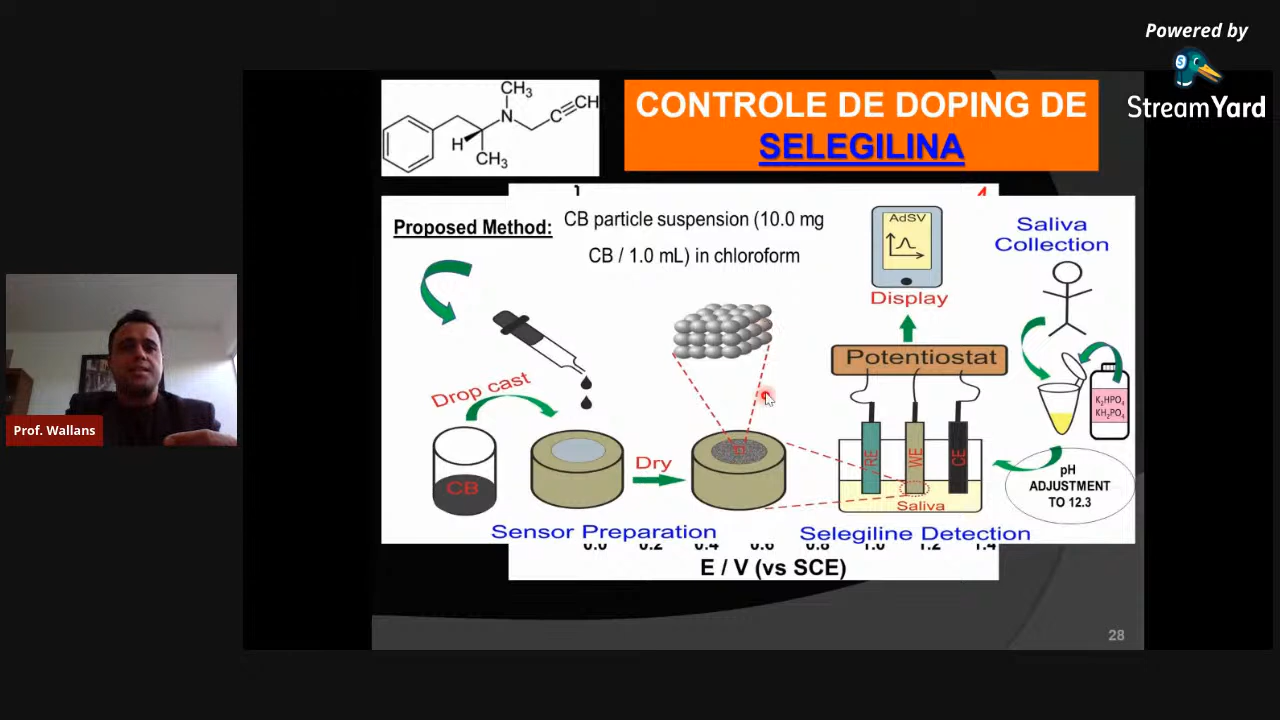 Powered by
StreamYard
CH₃
N
CH
H
CH₃
CONTROLE DE DOPING DE
SELEGILINA
Proposed Method:
CB particle suspension (10.0 mg
CB / 1.0 mL) in chloroform
AdSV
Display
Saliva
Collection
Potentiostat
K₂HPO₄
KH₂PO₄
Drop cast
CB
Dry
RE
WE
CE
Saliva
pH
ADJUSTMENT
TO 12.3
Sensor Preparation
Selegiline Detection
0.0 0.2 0.4 0.6 0.8 1.0 1.2 1.4
E / V (vs SCE)
Prof. Wallans
28